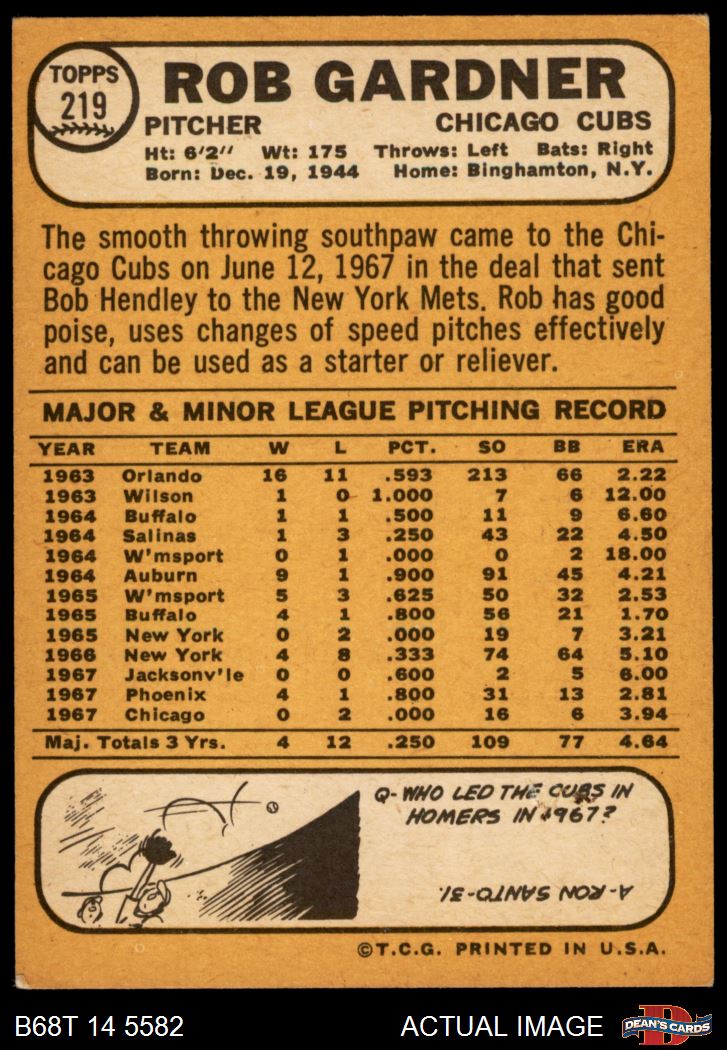 TOPPS
219
ROB GARDNER
PITCHER CHICAGO CUBS
Ht: 6'2" Wt: 175 Throws: Left Bats: Right
Born: Dec. 19, 1944 Home: Binghamton, N.Y.
The smooth throwing southpaw came to the Chi-
cago Cubs on June 12, 1967 in the deal that sent
Bob Hendley to the New York Mets. Rob has good
poise, uses changes of speed pitches effectively
and can be used as a starter or reliever.
MAJOR & MINOR LEAGUE PITCHING RECORD
YEAR TEAM W L PCT. SO BB ERA
1963 Orlando 16 11 .593 213 66 2.22
1963 Wilson 1 0 1.000 7 6 12.00
1964 Buffalo 1 1 .500 11 9 6.60
1964 Salinas 1 3 .250 43 22 4.50
1964 W'msport 0 1 .000 0 2 18.00
1964 Auburn 9 1 .900 91 45 4.21
1965 W'msport 5 3 .625 50 32 2.53
1965 Buffalo 4 1 .800 56 21 1.70
1965 New York 0 2 .000 19 7 3.21
1966 New York 4 8 .333 74 64 5.10
1967 Jacksonv'le 0 0 .600 2 5 6.00
1967 Phoenix 4 1 .800 31 13 2.81
1967 Chicago 0 2 .000 16 6 3.94
Maj. Totals 3 Yrs. 4 12 .250 109 77 4.64
Q-WHO LED THE CUBS IN
HOMERS IN 1967?
A-RON SANTO-31.
©T.C.G. PRINTED IN U.S.A.
B68T 14 5582 ACTUAL IMAGE
DEAN'S CARDS